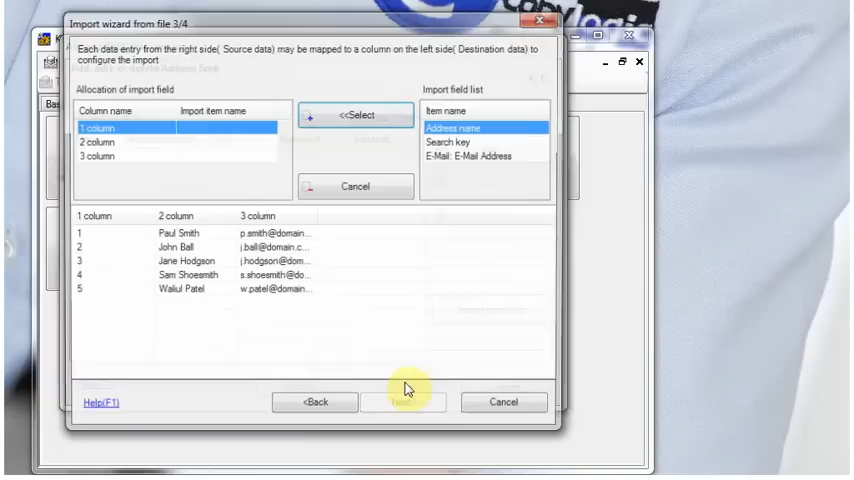 copylogic
Import wizard from file 3/4
Each data entry from the right side( Source data) may be mapped to a column on the left side( Destination data) to
configure the import
Allocation of import field
Import field list
Column name Import item name
<<Select
Item name
1 column
Address name
2 column
Search key
3 column
E-Mail: E-Mail Address
Cancel
1 column 2 column 3 column
1 Paul Smith p.smith@domain...
2 John Ball j.ball@domain.c...
3 Jane Hodgson j.hodgson@dom...
4 Sam Shoesmith s.shoesmith@do...
5 Waliul Patel w.patel@domain...
Help(F1)
<Back
Cancel